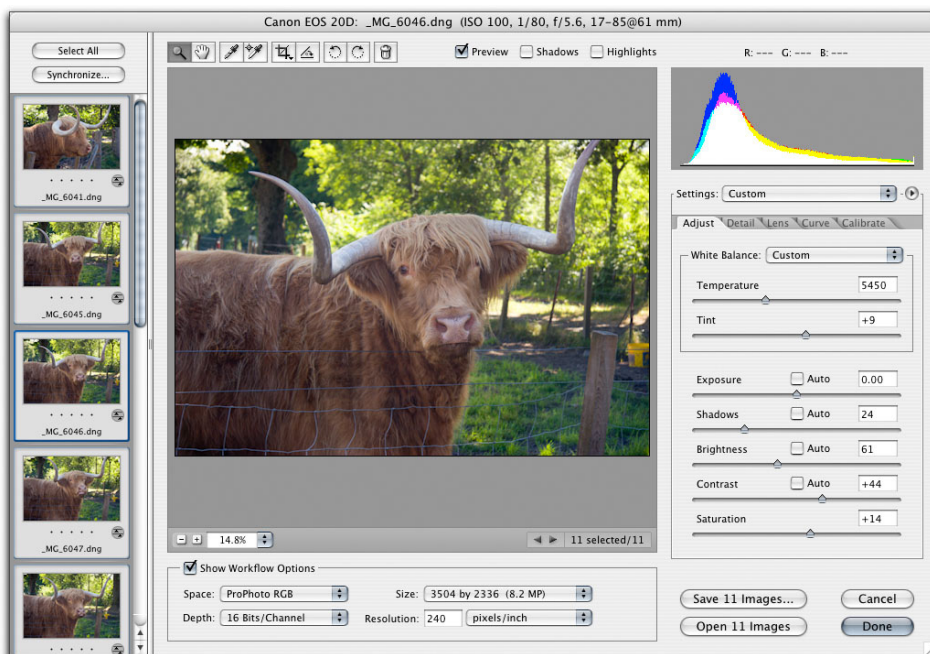 Canon EOS 20D:  _MG_6046.dng  (ISO 100, 1/80, f/5.6, 17-85@61 mm)
Select All
Synchronize...
_MG_6041.dng
_MG_6045.dng
_MG_6046.dng
_MG_6047.dng
Preview Shadows Highlights
14.8%
11 selected/11
Show Workflow Options
Space: ProPhoto RGB Size: 3504 by 2336 (8.2 MP)
Depth: 16 Bits/Channel Resolution: 240 pixels/inch
R: --- G: --- B: ---
Settings: Custom
Adjust Detail Lens Curve Calibrate
White Balance: Custom
Temperature 5450
Tint +9
Exposure Auto 0.00
Shadows Auto 24
Brightness Auto 61
Contrast Auto +44
Saturation +14
Save 11 Images... Cancel
Open 11 Images Done